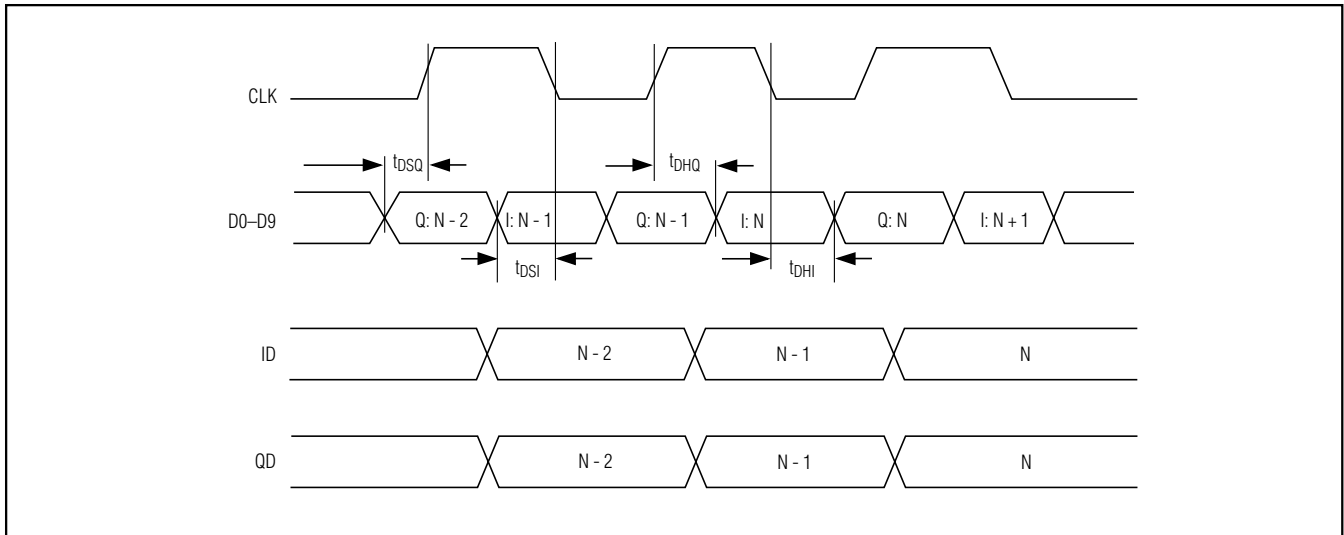 CLK
tDSQ
tDHQ
D0–D9
Q: N - 2
I: N - 1
Q: N - 1
I: N
Q: N
I: N + 1
tDSI
tDHI
ID
N - 2
N - 1
N
QD
N - 2
N - 1
N